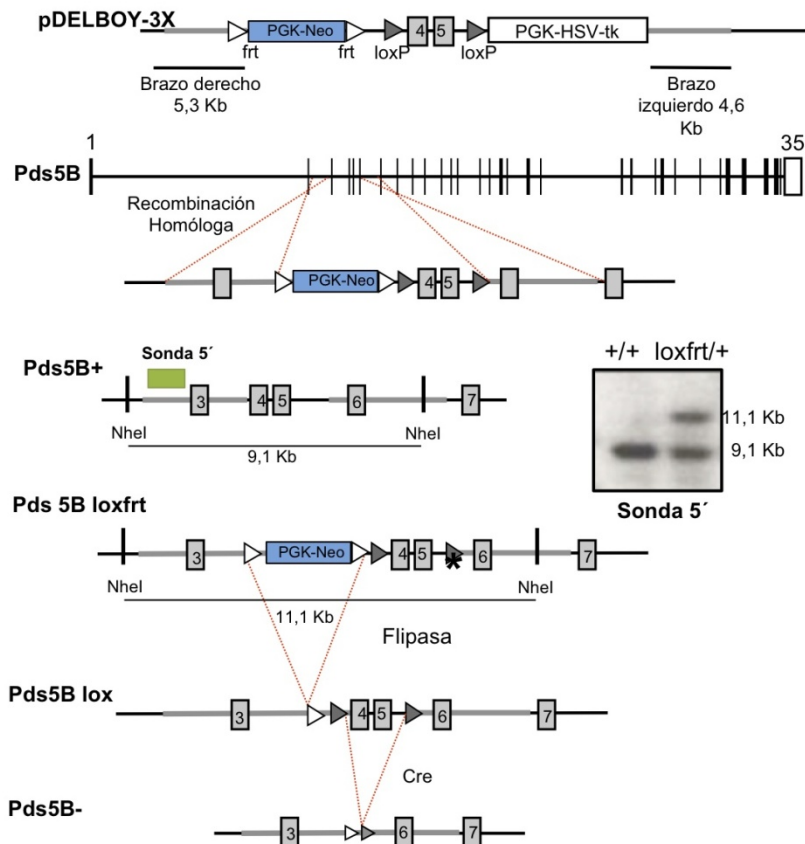 pDELBOY-3X
PGK-Neo
4
5
PGK-HSV-tk
frt
frt
loxP
loxP
Brazo derecho
5,3 Kb
Brazo
izquierdo 4,6
Kb
1
35
Pds5B
Recombinación
Homóloga
PGK-Neo
4
5
Sonda 5´
Pds5B+
3
4
5
6
7
NheI
NheI
9,1 Kb
+/+ loxfrt/+
11,1 Kb
9,1 Kb
Sonda 5´
Pds 5B loxfrt
3
PGK-Neo
4
5
*
6
7
NheI
NheI
11,1 Kb
Flipasa
Pds5B lox
3
4
5
6
7
Cre
Pds5B-
3
6
7